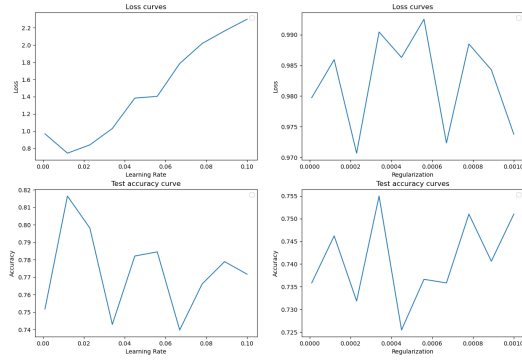 Loss curves
Loss
2.2
2.0
1.8
1.6
1.4
1.2
1.0
0.8
0.00 0.02 0.04 0.06 0.08 0.10
Learning Rate
Loss curves
Loss
0.990
0.985
0.980
0.975
0.970
0.0000 0.0002 0.0004 0.0006 0.0008 0.0010
Regularization
Test accuracy curve
Accuracy
0.82
0.81
0.80
0.79
0.78
0.77
0.76
0.75
0.74
0.00 0.02 0.04 0.06 0.08 0.10
Learning Rate
Test accuracy curves
Accuracy
0.755
0.750
0.745
0.740
0.735
0.730
0.725
0.0000 0.0002 0.0004 0.0006 0.0008 0.0010
Regularization